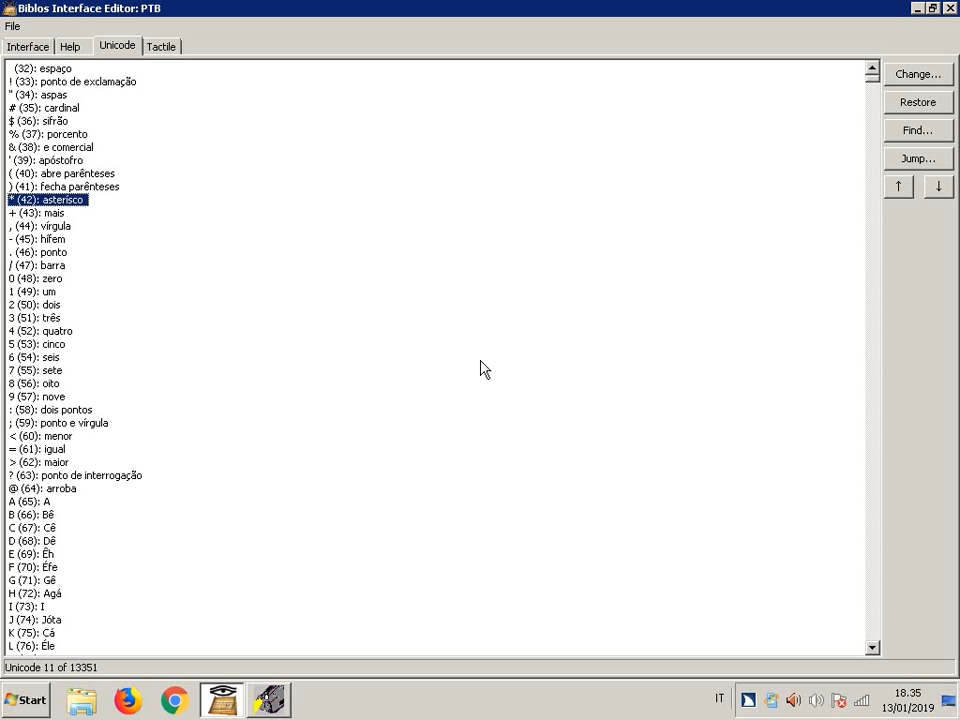 Biblos Interface Editor: PTB
File
Interface Help Unicode Tactile
(32): espaço
! (33): ponto de exclamação
" (34): aspas
# (35): cardinal
$ (36): sifrão
% (37): porcento
& (38): e comercial
' (39): apóstofro
( (40): abre parênteses
) (41): fecha parênteses
* (42): asterisco
+ (43): mais
, (44): vírgula
- (45): hífem
. (46): ponto
/ (47): barra
0 (48): zero
1 (49): um
2 (50): dois
3 (51): três
4 (52): quatro
5 (53): cinco
6 (54): seis
7 (55): sete
8 (56): oito
9 (57): nove
: (58): dois pontos
; (59): ponto e vírgula
< (60): menor
= (61): igual
> (62): maior
? (63): ponto de interrogação
@ (64): arroba
A (65): A
B (66): Bê
C (67): Cê
D (68): Dê
E (69): Êh
F (70): Éfe
G (71): Gê
H (72): Agá
I (73): I
J (74): Jóta
K (75): Cá
L (76): Éle
Change...
Restore
Find...
Jump...
↑ ↓
Unicode 11 of 13351
Start
IT
18.35
13/01/2019